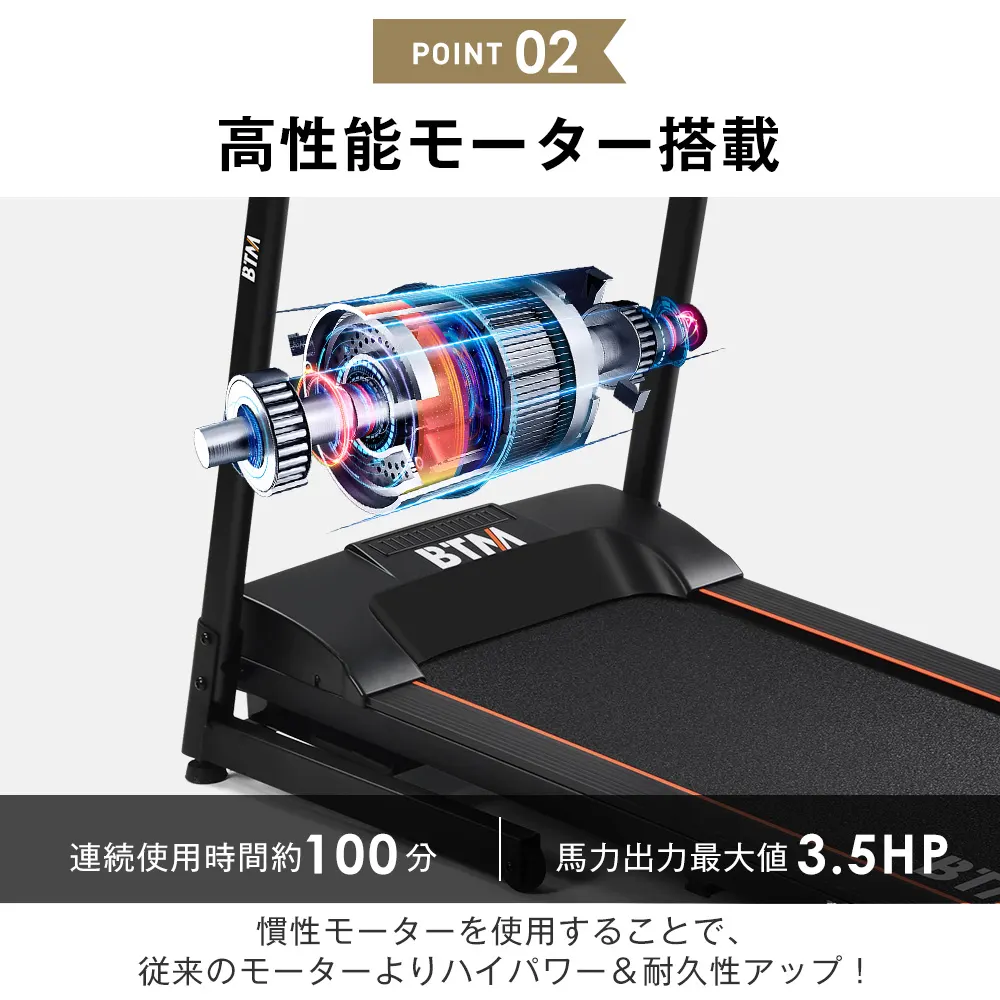 POINT 02
高性能モーター搭載
BTM
BTM
連続使用時間約100分
馬力出力最大値 3.5HP
BTM
慣性モーターを使用することで、
従来のモーターよりハイパワー＆耐久性アップ！